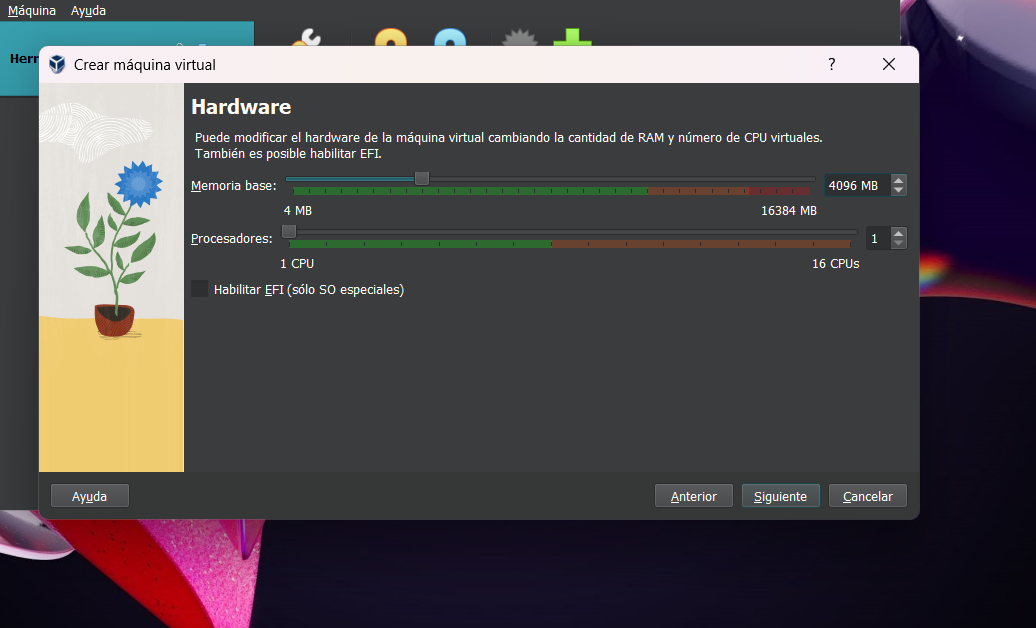 Máquina Ayuda
Herr
Crear máquina virtual ?
Hardware
Puede modificar el hardware de la máquina virtual cambiando la cantidad de RAM y número de CPU virtuales.
También es posible habilitar EFI.
Memoria base: 4096 MB
4 MB 16384 MB
Procesadores: 1
1 CPU 16 CPUs
Habilitar EFI (sólo SO especiales)
Ayuda Anterior Siguiente Cancelar